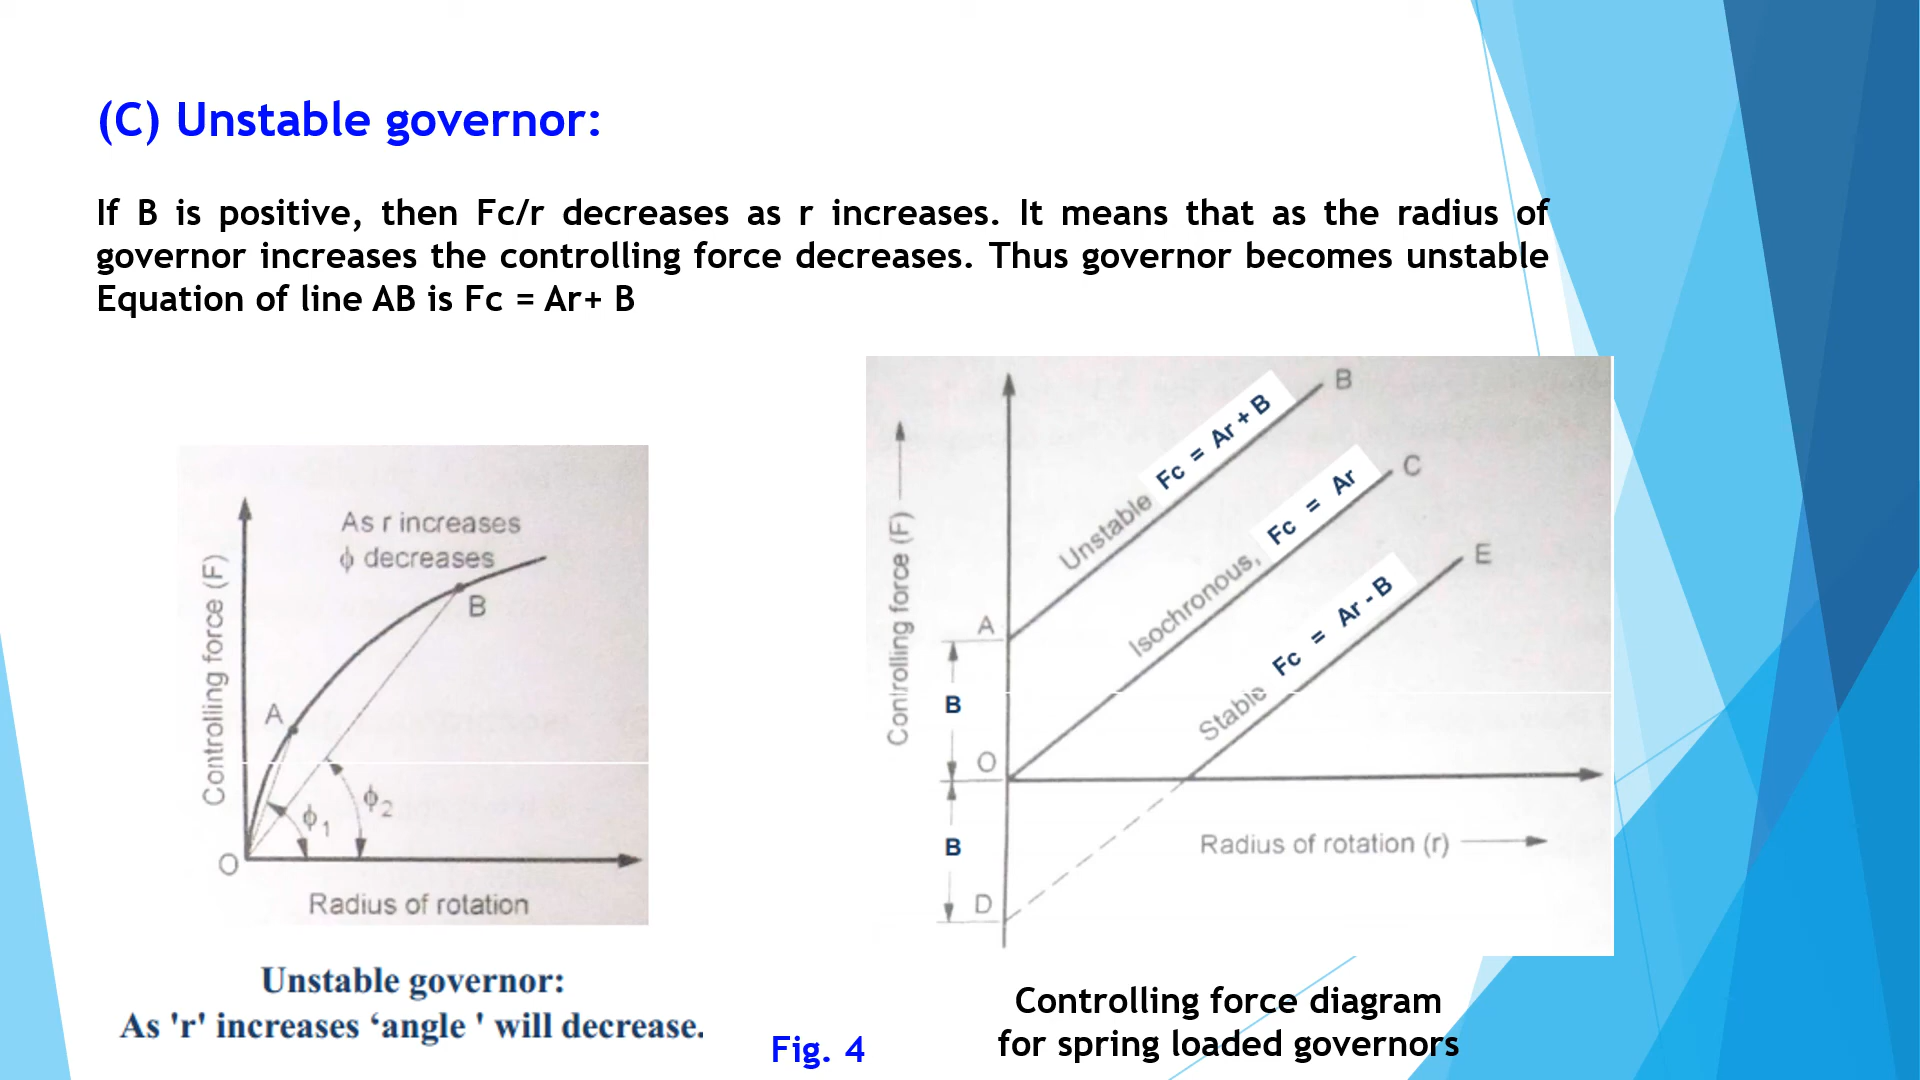 (C) Unstable governor:
If B is positive, then Fc/r decreases as r increases. It means that as the radius of
governor increases the controlling force decreases. Thus governor becomes unstable
Equation of line AB is Fc = Ar+ B
As r increases
ϕ decreases
B
A
ϕ1
ϕ2
O
Controlling force (F)
Radius of rotation
Unstable governor:
As 'r' increases ‘angle ' will decrease.
Fig. 4
B
Unstable Fc = Ar + B
C
Isochronous, Fc = Ar
E
Stable Fc = Ar - B
Controlling force (F)
A
B
O
B
D
Radius of rotation (r)
Controlling force diagram
for spring loaded governors